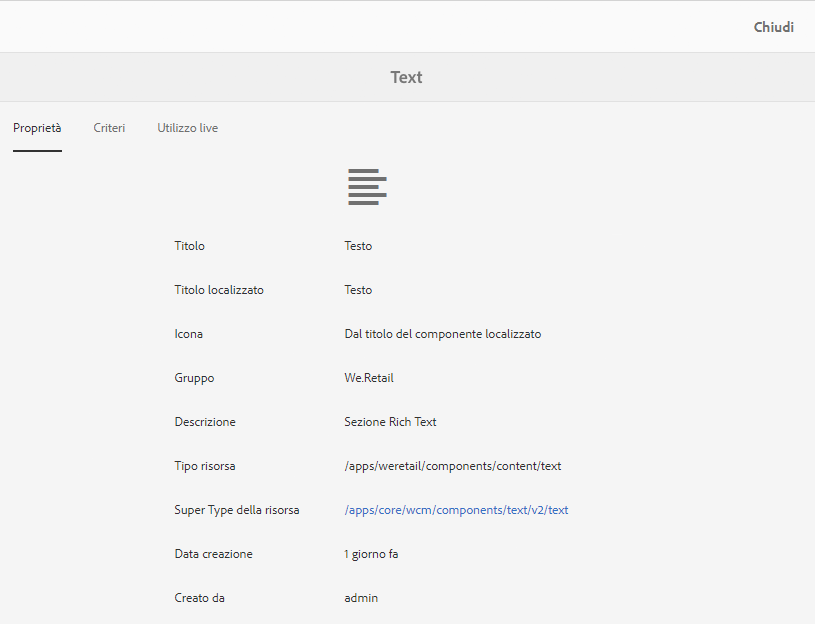 Chiudi
Text
Proprietà Criteri Utilizzo live
Titolo Testo
Titolo localizzato Testo
Icona Dal titolo del componente localizzato
Gruppo We.Retail
Descrizione Sezione Rich Text
Tipo risorsa /apps/weretail/components/content/text
Super Type della risorsa /apps/core/wcm/components/text/v2/text
Data creazione 1 giorno fa
Creato da admin